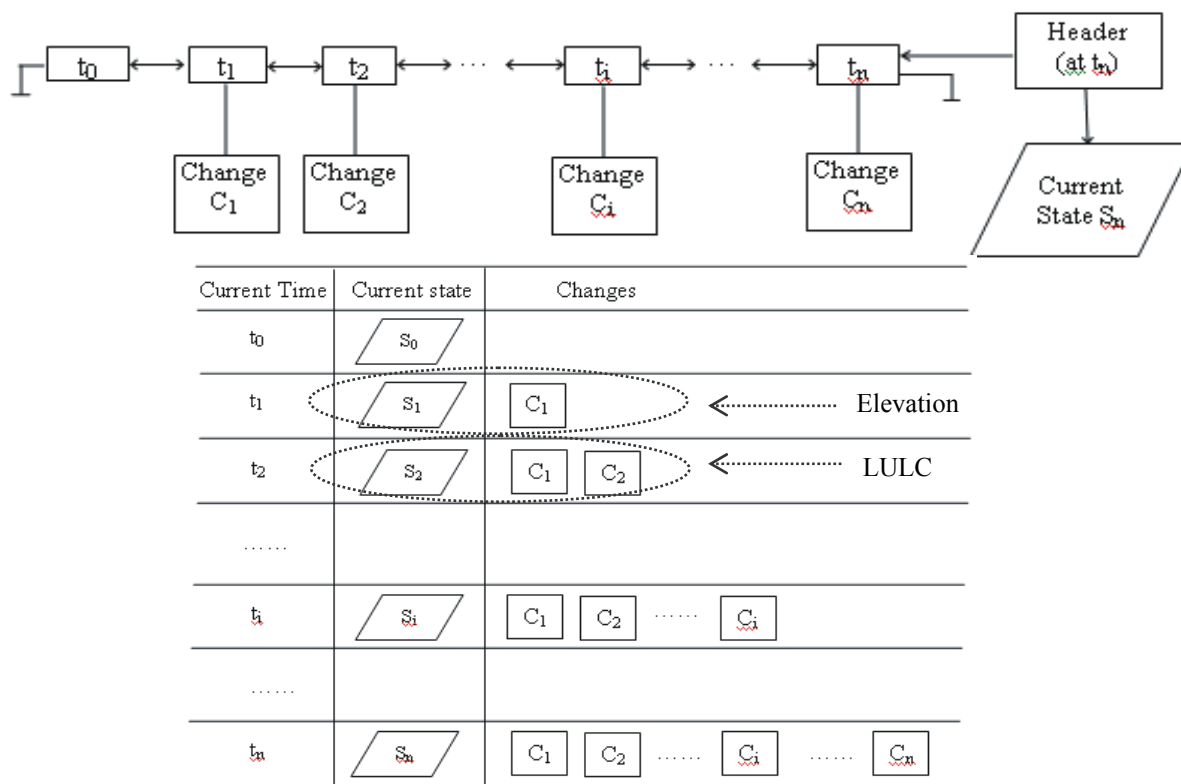 t₀ t₁ t₂ ... tᵢ ... tₙ
Header
(at tₙ)
Change
C₁
Change
C₂
Change
Cᵢ
Change
Cₙ
Current
State Sₙ
Current Time Current state Changes
t₀ S₀
t₁ S₁ C₁ Elevation
t₂ S₂ C₁ C₂ LULC
......
tᵢ Sᵢ C₁ C₂ ...... Cᵢ
......
tₙ Sₙ C₁ C₂ ...... Cᵢ ...... Cₙ